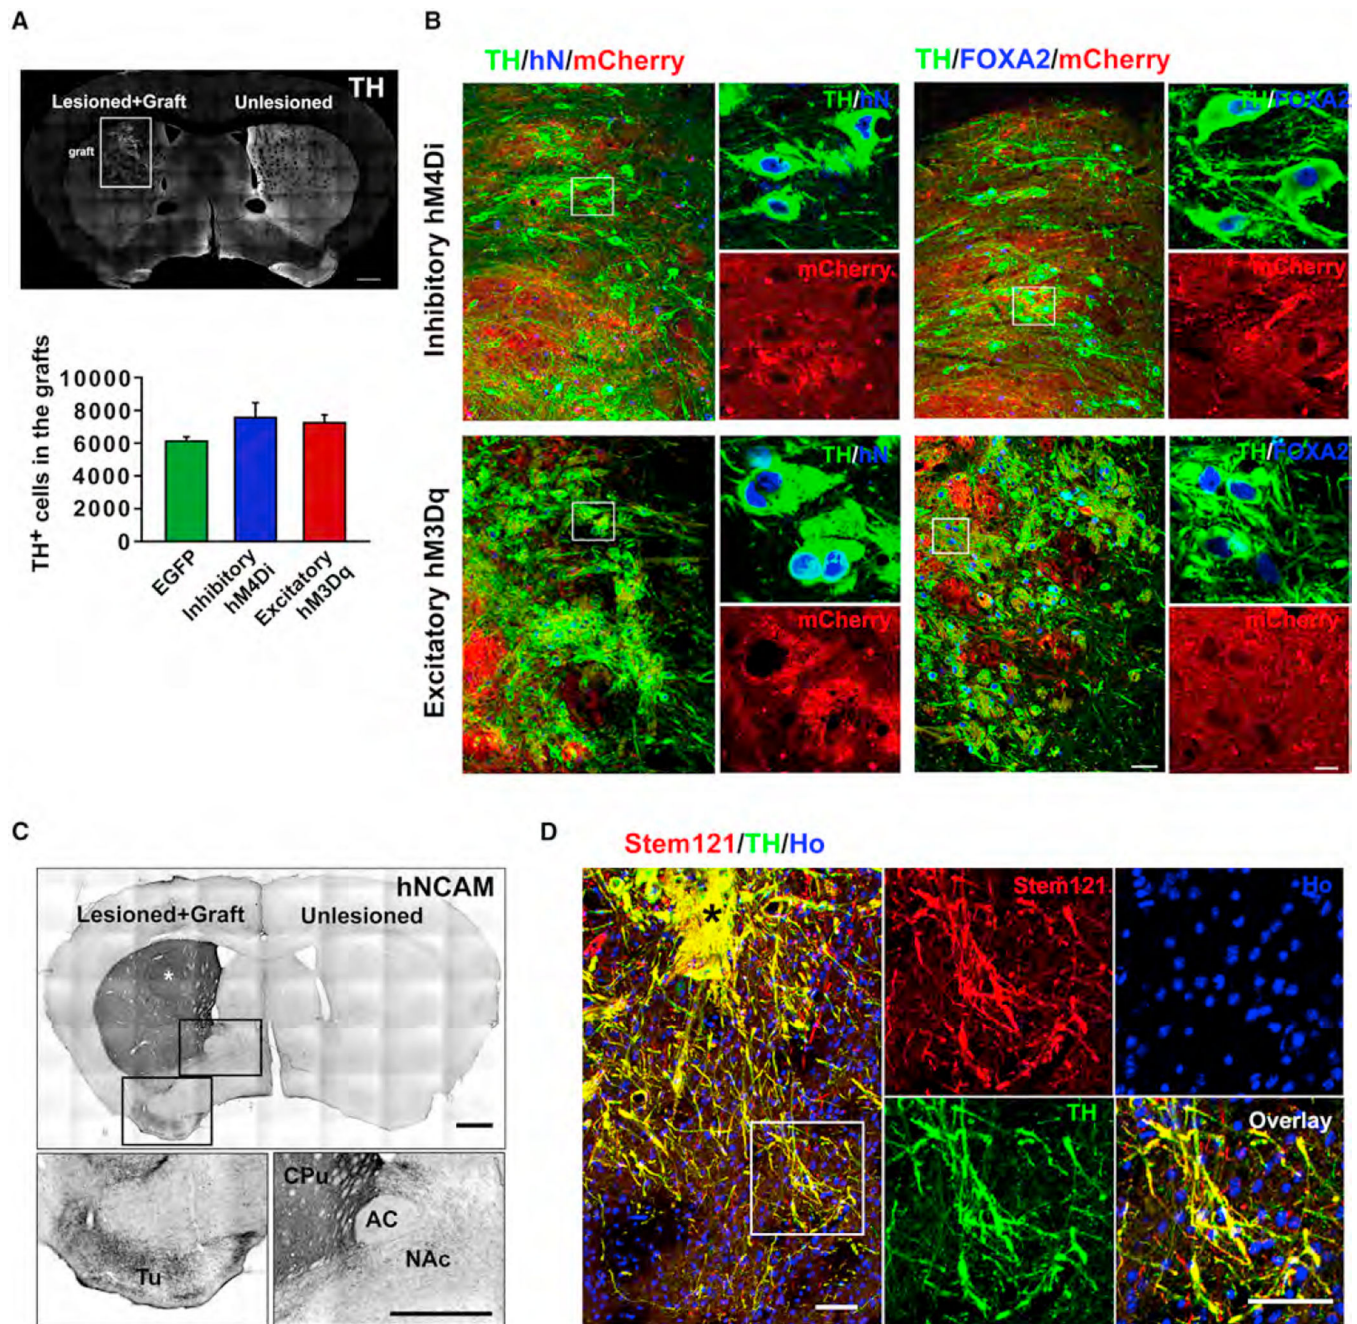 A
TH
Lesioned+Graft Unlesioned
graft
TH+ cells in the grafts
10000
8000
6000
4000
2000
0
EGFP
Inhibitory
hM4Di
Excitatory
hM3Dq
B
TH/hN/mCherry
TH/FOXA2/mCherry
Inhibitory hM4Di
TH/hN
mCherry
TH/FOXA2
mCherry
Excitatory hM3Dq
TH/hN
mCherry
TH/FOXA2
mCherry
C
hNCAM
Lesioned+Graft Unlesioned
*
Tu
CPu
AC
NAc
D
Stem121/TH/Ho
*
Stem121
Ho
TH
Overlay